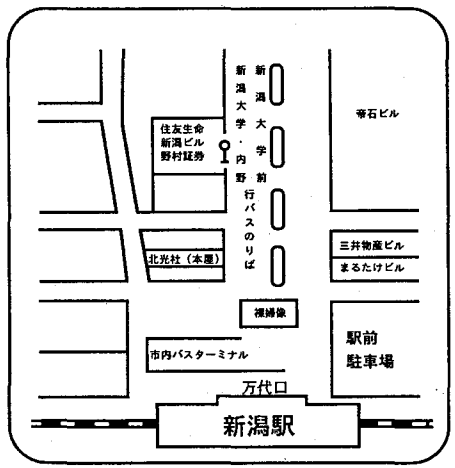 新潟大学前
新潟大学・内野
行バスのりば
帝石ビル
住友生命
新潟ビル
野村証券
北光社（本屋）
三井物産ビル
まるたけビル
裸婦像
駅前
駐車場
市内バスターミナル
万代口
新潟駅